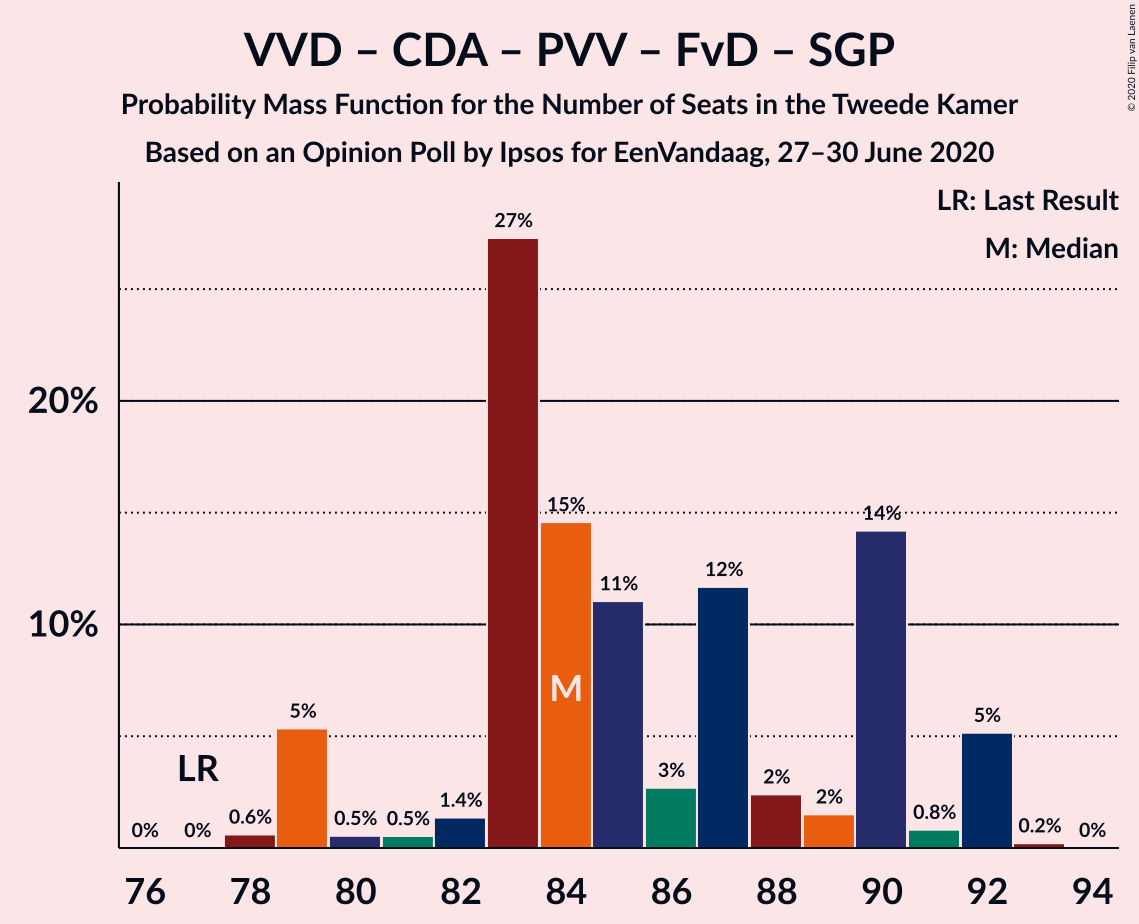 VVD – CDA – PVV – FvD – SGP
Probability Mass Function for the Number of Seats in the Tweede Kamer
Based on an Opinion Poll by Ipsos for EenVandaag, 27–30 June 2020
© 2020 Filip van Laenen
LR: Last Result
M: Median
27%
20%
15%
14%
12%
11%
10%
M
5%
5%
LR
3%
2%
2%
1.4%
0.8%
0.6%
0.5%
0.5%
0.2%
0%
0%
0%
76 78 80 82 84 86 88 90 92 94